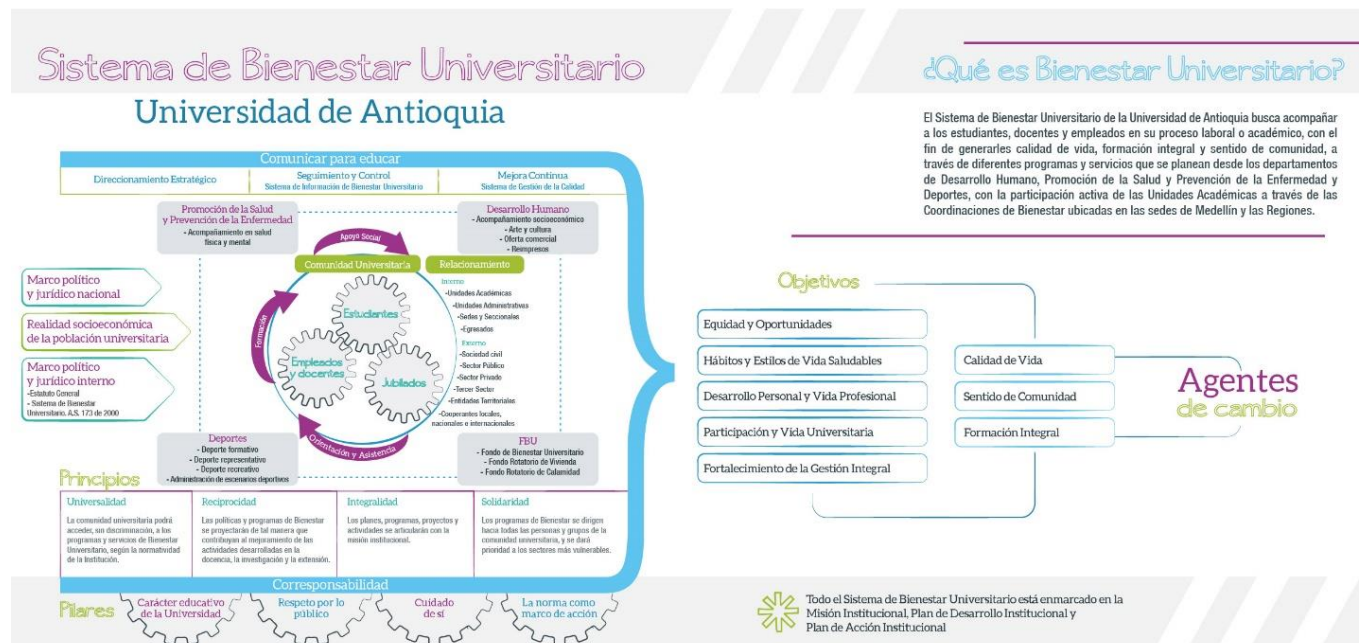 Sistema de Bienestar Universitario
Universidad de Antioquia
Comunicar para educar
Direccionamiento Estratégico
Seguimiento y Control
Sistema de Información de Bienestar Universitario
Mejora Continua
Sistema de Gestión de la Calidad
Promoción de la Salud
y Prevención de la Enfermedad
- Acompañamiento en salud
física y mental
Desarrollo Humano
- Acompañamiento socioeconómico
- Arte y cultura
- Oferta comercial
- Reimpresos
Apoyo Social
Comunidad Universitaria
Relacionamiento
Formación
Estudiantes
Empleados
y docentes
Jubilados
Orientación y Asistencia
Interno
-Unidades Académicas
-Unidades Administrativas
-Sedes y Seccionales
-Egresados
Externo
-Sociedad civil
-Sector Público
-Sector Privado
-Tercer Sector
-Entidades Territoriales
-Cooperantes locales,
nacionales e internacionales
Marco político
y jurídico nacional
Realidad socioeconómica
de la población universitaria
Marco político
y jurídico interno
-Estatuto General
- Sistema de Bienestar
Universitario. A.S. 173 de 2000
Deportes
- Deporte formativo
- Deporte representativo
- Deporte recreativo
- Administración de escenarios deportivos
FBU
- Fondo de Bienestar Universitario
- Fondo Rotatorio de Vivienda
- Fondo Rotatorio de Calamidad
Principios
Universalidad
La comunidad universitaria podrá
acceder, sin discriminación, a los
programas y servicios de Bienestar
Universitario, según la normatividad
de la Institución.
Reciprocidad
Las políticas y programas de Bienestar
se proyectarán de tal manera que
contribuyan al mejoramiento de las
actividades desarrolladas en la
docencia, la investigación y la extensión.
Integralidad
Los planes, programas, proyectos y
actividades se articularán con la
misión institucional.
Solidaridad
Los programas de Bienestar se dirigen
hacia todas las personas y grupos de la
comunidad universitaria, y se dará
prioridad a los sectores más vulnerables.
Corresponsabilidad
Pilares
Carácter educativo
de la Universidad
Respeto por lo
público
Cuidado
de sí
La norma como
marco de acción
¿Qué es Bienestar Universitario?
El Sistema de Bienestar Universitario de la Universidad de Antioquia busca acompañar
a los estudiantes, docentes y empleados en su proceso laboral o académico, con el
fin de generarles calidad de vida, formación integral y sentido de comunidad, a
través de diferentes programas y servicios que se planean desde los departamentos
de Desarrollo Humano, Promoción de la Salud y Prevención de la Enfermedad y
Deportes, con la participación activa de las Unidades Académicas a través de las
Coordinaciones de Bienestar ubicadas en las sedes de Medellín y las Regiones.
Objetivos
Equidad y Oportunidades
Hábitos y Estilos de Vida Saludables
Desarrollo Personal y Vida Profesional
Participación y Vida Universitaria
Fortalecimiento de la Gestión Integral
Calidad de Vida
Sentido de Comunidad
Formación Integral
Agentes
de cambio
Todo el Sistema de Bienestar Universitario está enmarcado en la
Misión Institucional, Plan de Desarrollo Institucional y
Plan de Acción Institucional